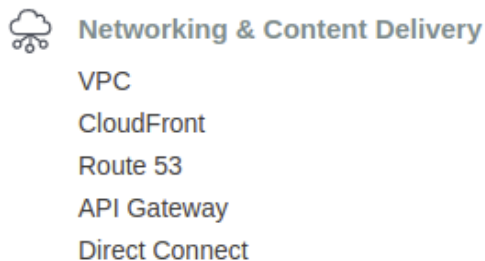 Networking & Content Delivery
VPC
CloudFront
Route 53
API Gateway
Direct Connect